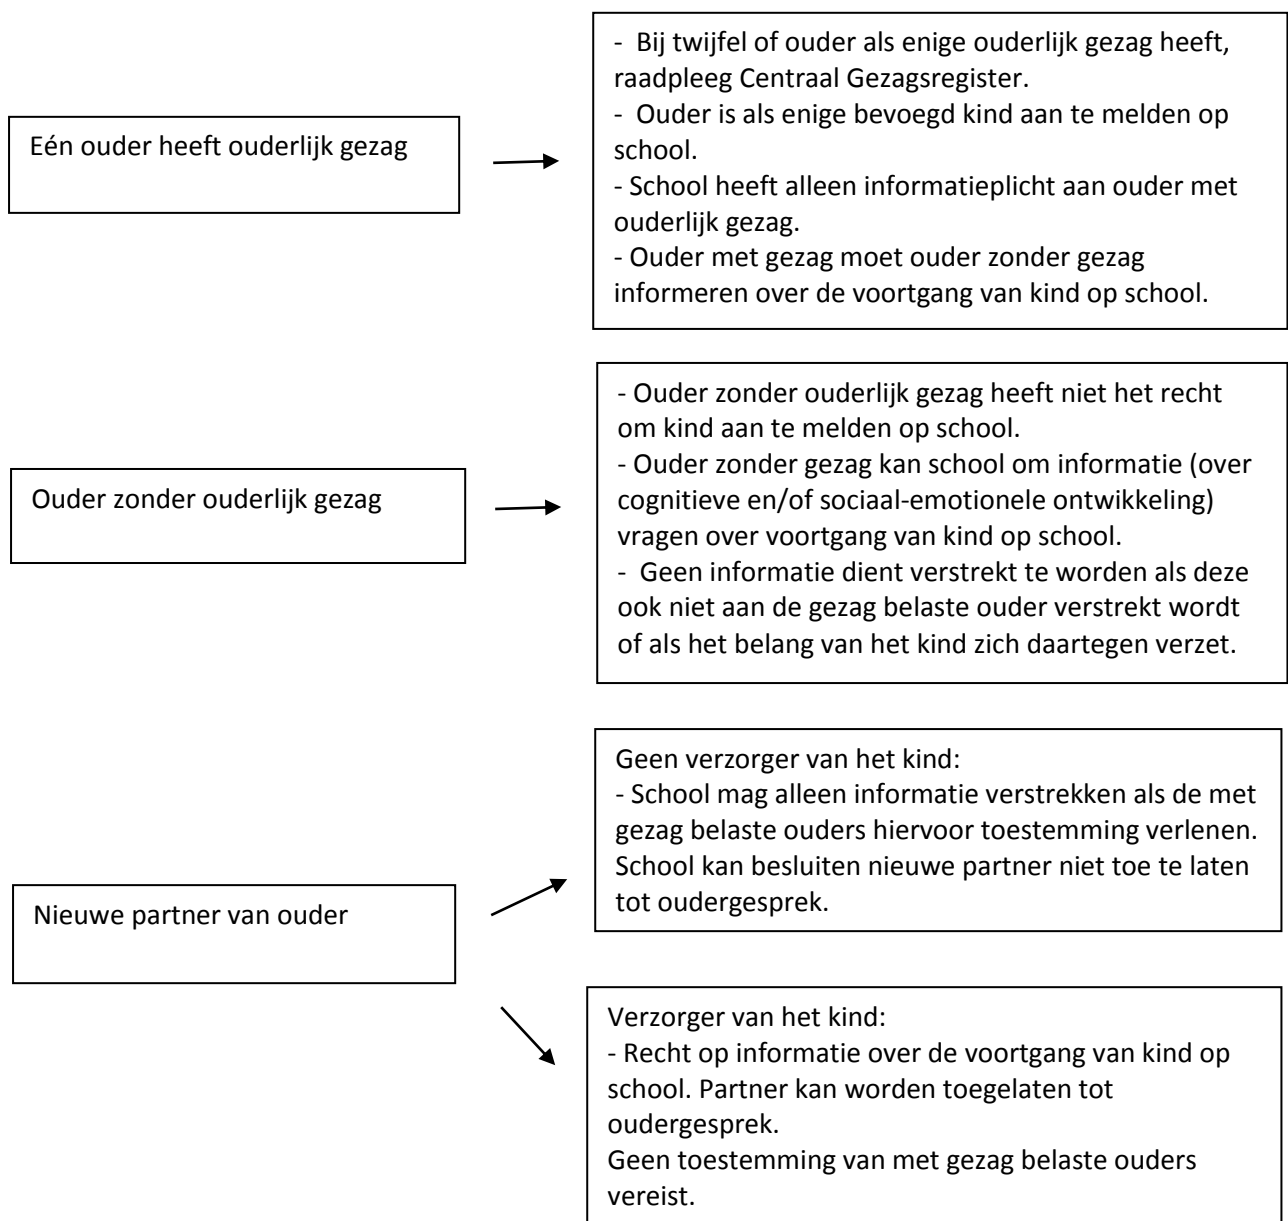 Eén ouder heeft ouderlijk gezag
- Bij twijfel of ouder als enige ouderlijk gezag heeft,
raadpleeg Centraal Gezagsregister.
- Ouder is als enige bevoegd kind aan te melden op
school.
- School heeft alleen informatieplicht aan ouder met
ouderlijk gezag.
- Ouder met gezag moet ouder zonder gezag
informeren over de voortgang van kind op school.
Ouder zonder ouderlijk gezag
- Ouder zonder ouderlijk gezag heeft niet het recht
om kind aan te melden op school.
- Ouder zonder gezag kan school om informatie (over
cognitieve en/of sociaal-emotionele ontwikkeling)
vragen over voortgang van kind op school.
- Geen informatie dient verstrekt te worden als deze
ook niet aan de gezag belaste ouder verstrekt wordt
of als het belang van het kind zich daartegen verzet.
Nieuwe partner van ouder
Geen verzorger van het kind:
- School mag alleen informatie verstrekken als de met
gezag belaste ouders hiervoor toestemming verlenen.
School kan besluiten nieuwe partner niet toe te laten
tot oudergesprek.
Verzorger van het kind:
- Recht op informatie over de voortgang van kind op
school. Partner kan worden toegelaten tot
oudergesprek.
Geen toestemming van met gezag belaste ouders
vereist.